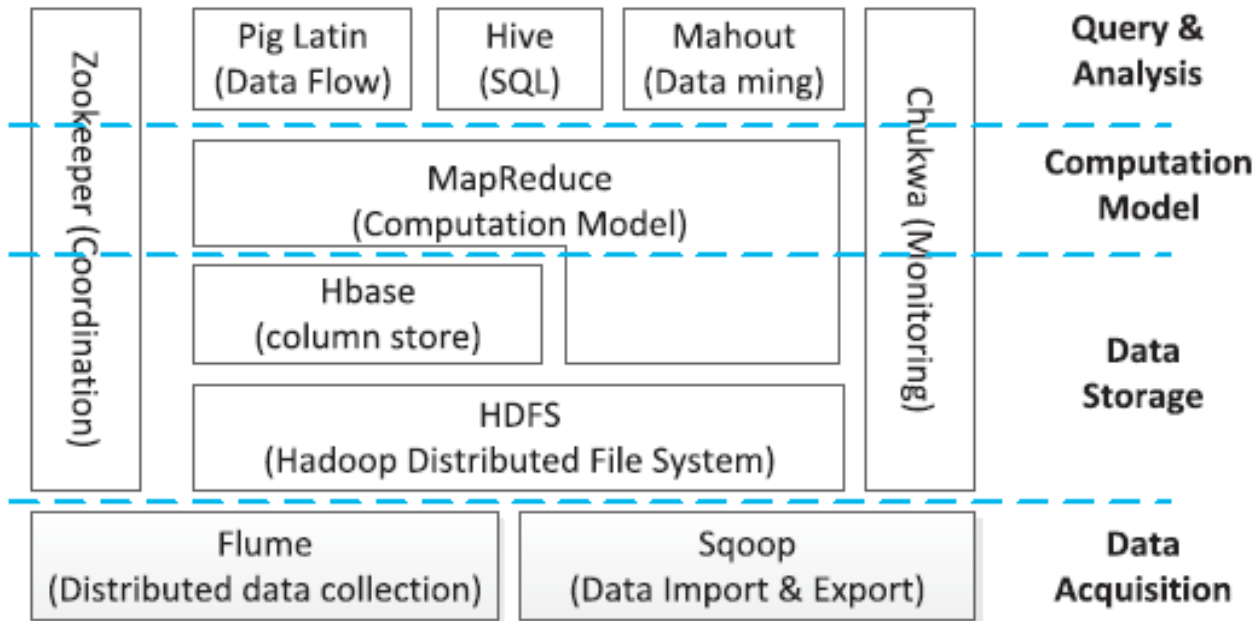 Pig Latin
(Data Flow)
Hive
(SQL)
Mahout
(Data ming)
Query &
Analysis
Zookeeper (Coordination)
Chukwa (Monitoring)
MapReduce
(Computation Model)
Computation
Model
Hbase
(column store)
HDFS
(Hadoop Distributed File System)
Data
Storage
Flume
(Distributed data collection)
Sqoop
(Data Import & Export)
Data
Acquisition